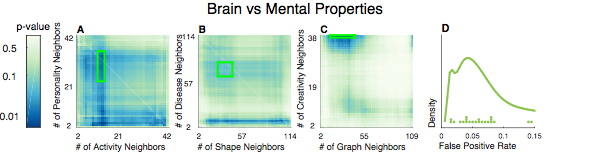 Brain vs Mental Properties
p-value
0.5
0.1
0.01
A
# of Personality Neighbors
42
21
2
2 21 42
# of Activity Neighbors
B
# of Disease Neighbors
114
57
2
2 57 114
# of Shape Neighbors
C
# of Creativity Neighbors
38
19
2
2 55 109
# of Graph Neighbors
D
Density
0 0.05 0.1 0.15
False Positive Rate